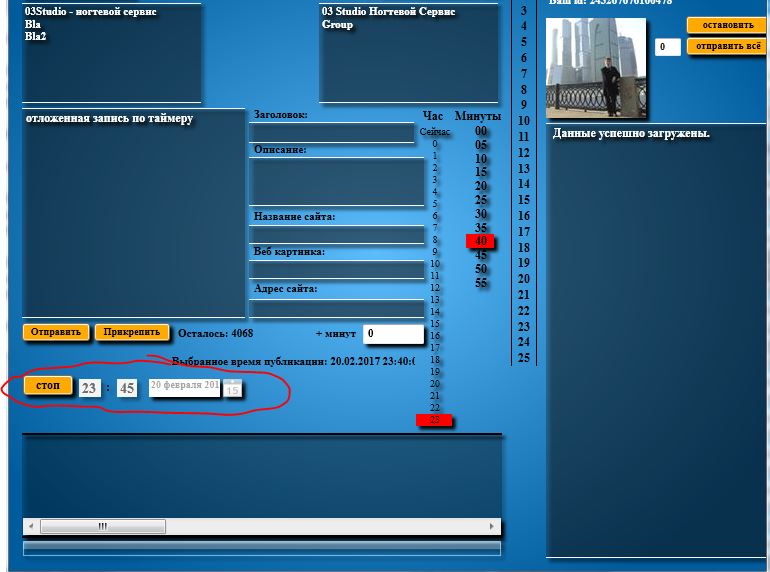 Ваш id: 243207070100478
03Studio - ногтевой сервис
Bla
Bla2
03 Studio Ногтевой Сервис
Group
3
4
5
6
7
8
9
10
11
12
13
14
15
16
17
18
19
20
21
22
23
24
25
остановить
0
отправить всё
отложенная запись по таймеру
Заголовок:
Описание:
Название сайта:
Веб картинка:
Адрес сайта:
Час
Сейчас
0
1
2
3
4
5
6
7
8
9
10
11
12
13
14
15
16
17
18
19
20
21
22
23
Минуты
00
05
10
15
20
25
30
35
40
45
50
55
Данные успешно загружены.
Отправить
Прикрепить
Осталось: 4068
+ минут
0
Выбранное время публикации: 20.02.2017 23:40:0
стоп
23
:
45
20 февраля 201
15